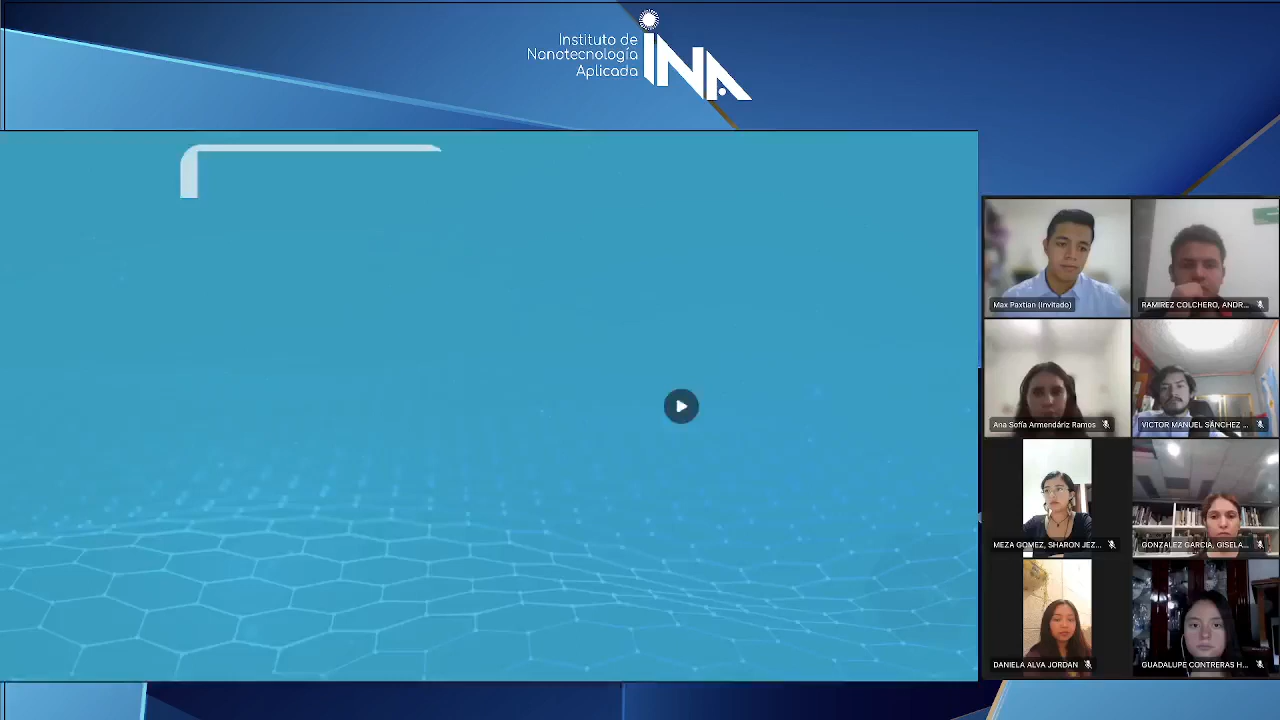 Instituto de
Nanotecnología
Aplicada
iNA
Max Paxtian (Invitado)
RAMIREZ COLCHERO, ANDR...
Ana Sofía Armendáriz Ramos
VICTOR MANUEL SÁNCHEZ ...
MEZA GOMEZ, SHARON JEZ...
GONZALEZ GARCIA, GISELA...
DANIELA ALVA JORDAN
GUADALUPE CONTRERAS H...